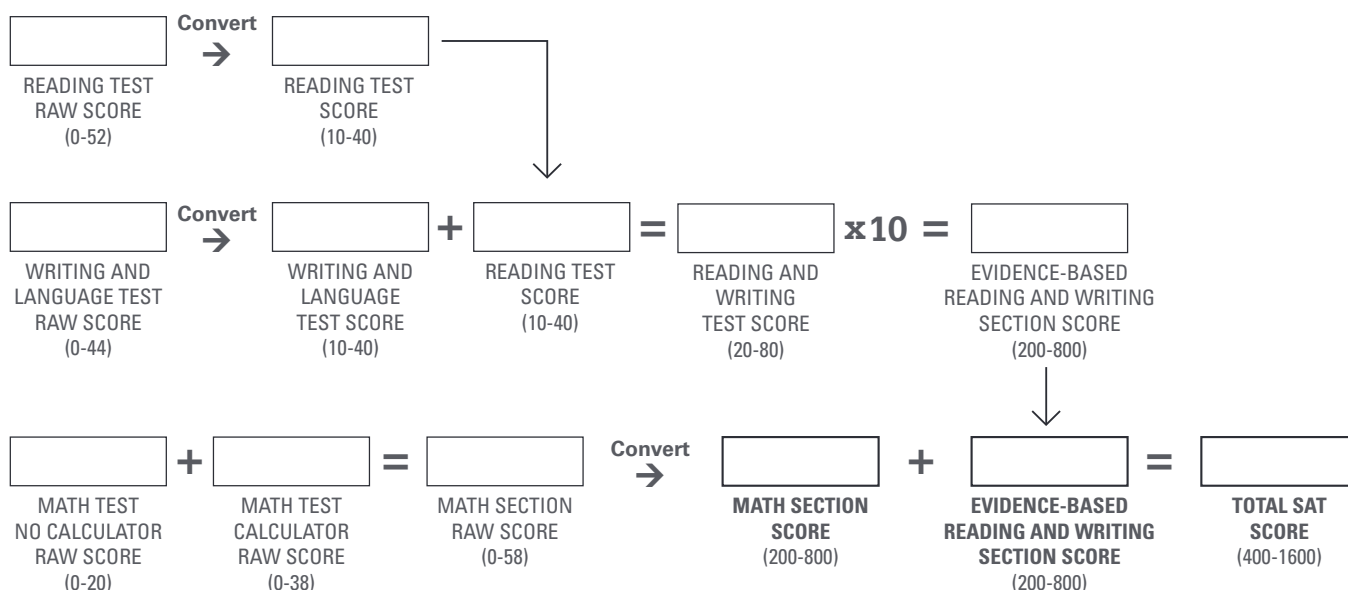 Convert
→
READING TEST
RAW SCORE
(0-52)
READING TEST
SCORE
(10-40)
Convert
→
+
=
x10 =
WRITING AND
LANGUAGE TEST
RAW SCORE
(0-44)
WRITING AND
LANGUAGE
TEST SCORE
(10-40)
READING TEST
SCORE
(10-40)
READING AND
WRITING
TEST SCORE
(20-80)
EVIDENCE-BASED
READING AND WRITING
SECTION SCORE
(200-800)
+
=
Convert
→
+
=
MATH TEST
NO CALCULATOR
RAW SCORE
(0-20)
MATH TEST
CALCULATOR
RAW SCORE
(0-38)
MATH SECTION
RAW SCORE
(0-58)
MATH SECTION
SCORE
(200-800)
EVIDENCE-BASED
READING AND WRITING
SECTION SCORE
(200-800)
TOTAL SAT
SCORE
(400-1600)